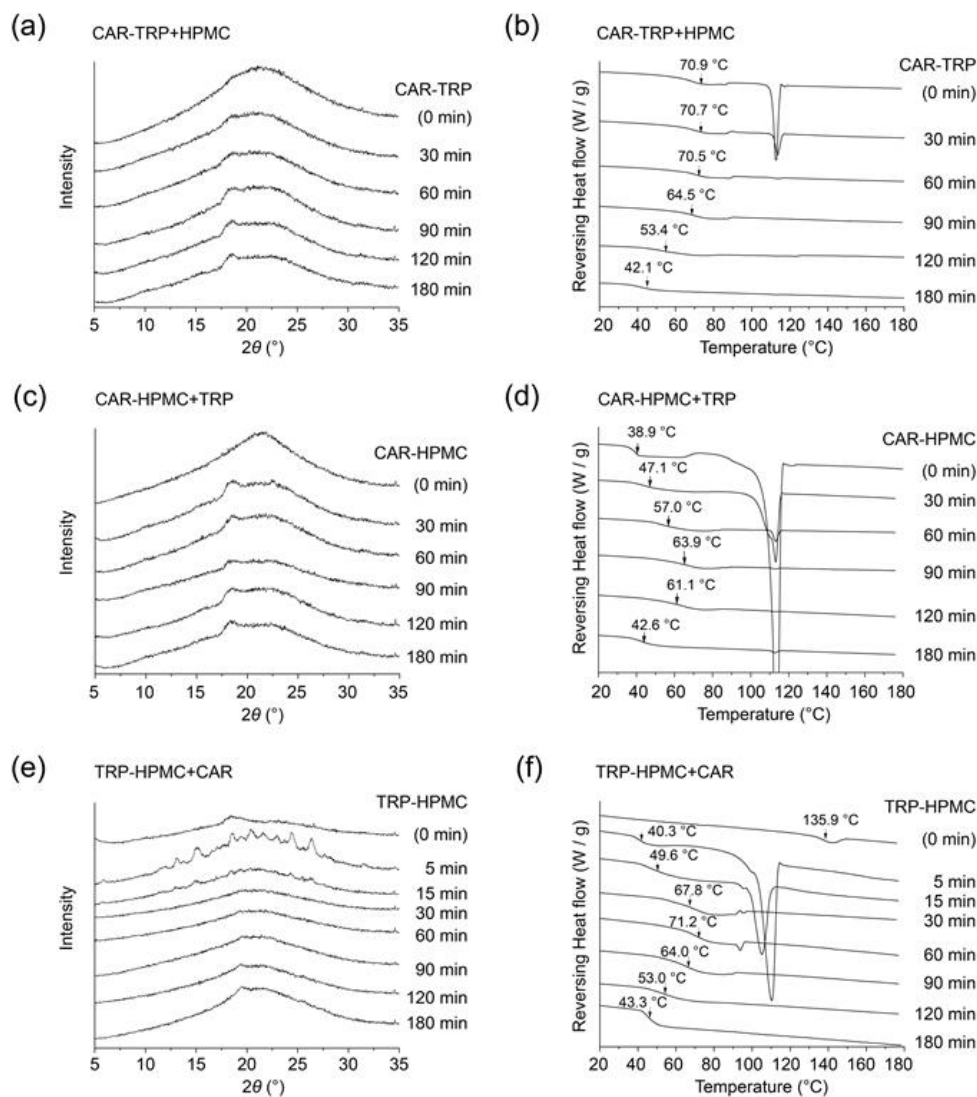 (a)
CAR-TRP+HPMC
CAR-TRP
(0 min)
30 min
60 min
90 min
120 min
180 min
Intensity
5 10 15 20 25 30 35
2θ (°)
(b)
CAR-TRP+HPMC
CAR-TRP
(0 min)
30 min
60 min
90 min
120 min
180 min
70.9 °C
70.7 °C
70.5 °C
64.5 °C
53.4 °C
42.1 °C
Reversing Heat flow (W / g)
20 40 60 80 100 120 140 160 180
Temperature (°C)
(c)
CAR-HPMC+TRP
CAR-HPMC
(0 min)
30 min
60 min
90 min
120 min
180 min
Intensity
5 10 15 20 25 30 35
2θ (°)
(d)
CAR-HPMC+TRP
CAR-HPMC
(0 min)
30 min
60 min
90 min
120 min
180 min
38.9 °C
47.1 °C
57.0 °C
63.9 °C
61.1 °C
42.6 °C
Reversing Heat flow (W / g)
20 40 60 80 100 120 140 160 180
Temperature (°C)
(e)
TRP-HPMC+CAR
TRP-HPMC
(0 min)
5 min
15 min
30 min
60 min
90 min
120 min
180 min
Intensity
5 10 15 20 25 30 35
2θ (°)
(f)
TRP-HPMC+CAR
TRP-HPMC
(0 min)
5 min
15 min
30 min
60 min
90 min
120 min
180 min
135.9 °C
40.3 °C
49.6 °C
67.8 °C
71.2 °C
64.0 °C
53.0 °C
43.3 °C
Reversing Heat flow (W / g)
20 40 60 80 100 120 140 160 180
Temperature (°C)